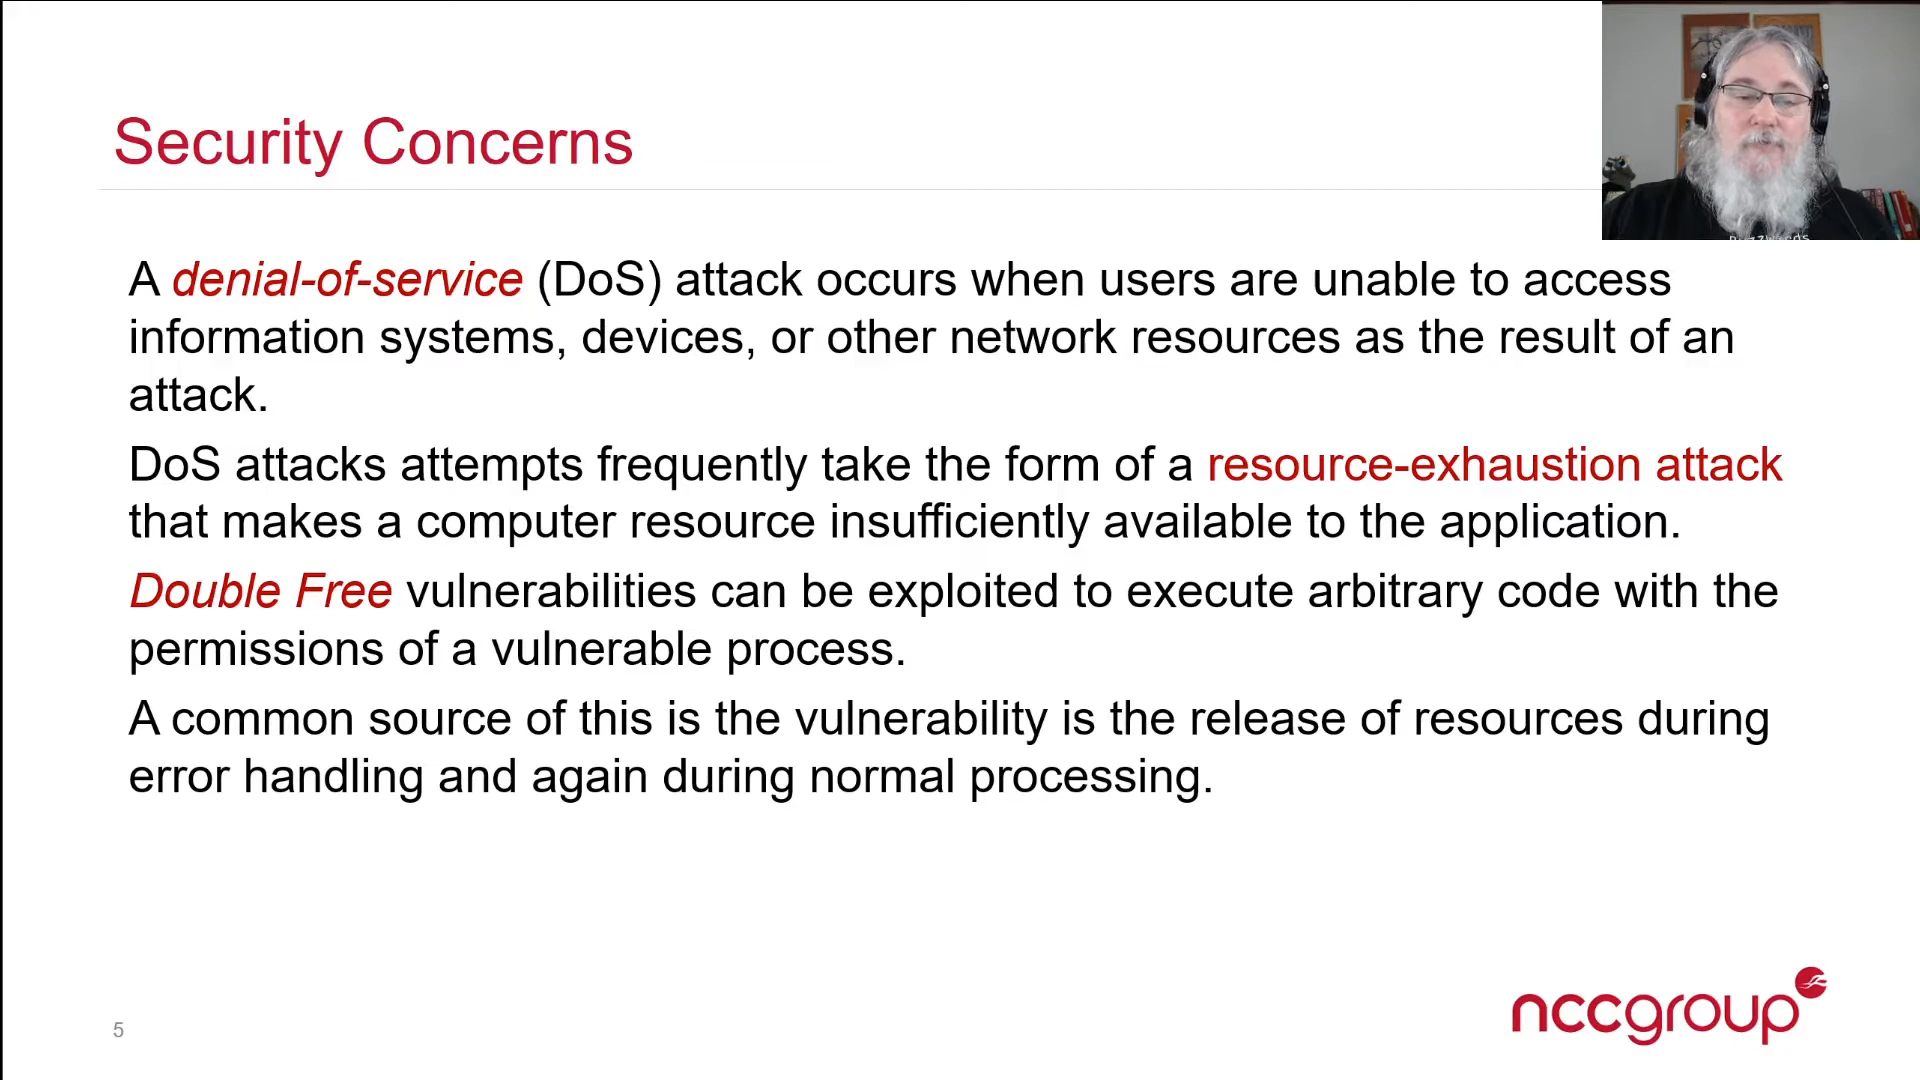 Security Concerns
A denial-of-service (DoS) attack occurs when users are unable to access
information systems, devices, or other network resources as the result of an
attack.
DoS attacks attempts frequently take the form of a resource-exhaustion attack
that makes a computer resource insufficiently available to the application.
Double Free vulnerabilities can be exploited to execute arbitrary code with the
permissions of a vulnerable process.
A common source of this is the vulnerability is the release of resources during
error handling and again during normal processing.
5
nccgroup